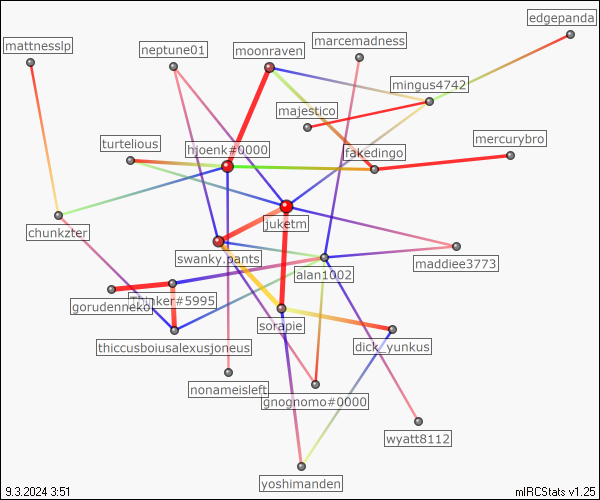 edgepanda
mattnesslp
neptune01
moonraven
marcemadness
mingus4742
majestico
turtelious
hjoenk#0000
fakedingo
mercurybro
juketm
chunkzter
swanky.pants
alan1002
maddiee3773
gorudenneko
#5995
sorapie
thiccusboiusalexusjoneus
dick_yunkus
nonameisleft
gnognomo#0000
wyatt8112
yoshimanden
9.3.2024 3:51
mIRCStats v1.25